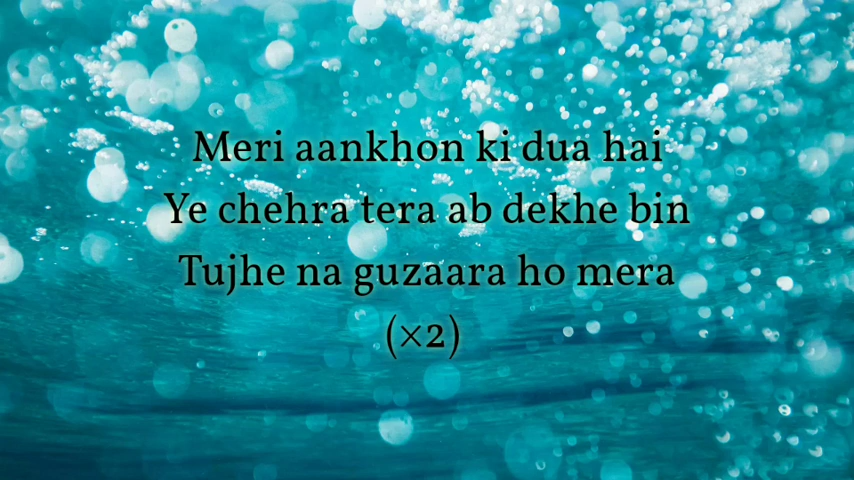 Meri aankhon ki dua hai
Ye chehra tera ab dekhe bin
Tujhe na guzaara ho mera
(×2)